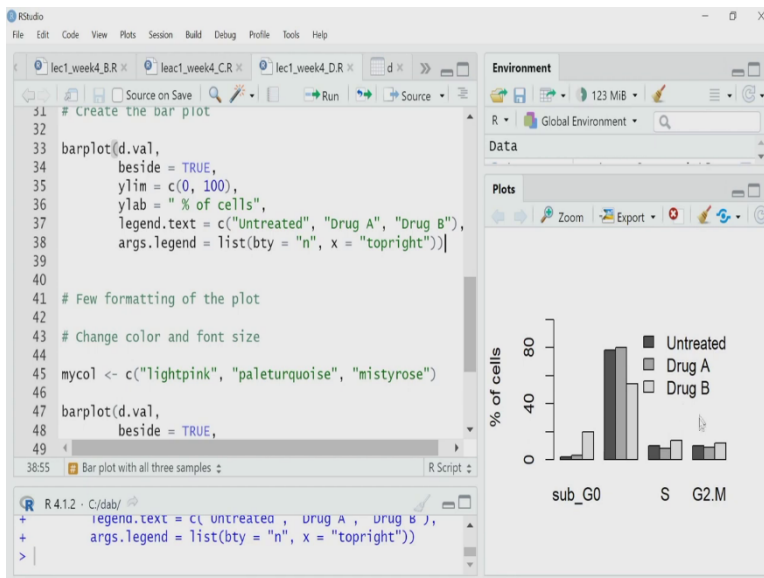 RStudio
File Edit Code View Plots Session Build Debug Profile Tools Help
lec1_week4_B.R × leac1_week4_C.R × lec1_week4_D.R × d ×
Source on Save Run Source
31 # Create the bar plot
32
33 barplot(d.val,
34 beside = TRUE,
35 ylim = c(0, 100),
36 ylab = " % of cells",
37 legend.text = c("Untreated", "Drug A", "Drug B"),
38 args.legend = list(bty = "n", x = "topright"))
39
40
41 # Few formatting of the plot
42
43 # Change color and font size
44
45 mycol <- c("lightpink", "paleturquoise", "mistyrose")
46
47 barplot(d.val,
48 beside = TRUE,
49
38:55 Bar plot with all three samples R Script
R 4.1.2 · C:/dab/
+ legend.text = c("Untreated", "Drug A", "Drug B"),
+ args.legend = list(bty = "n", x = "topright"))
>
Environment
123 MiB
R Global Environment
Data
Plots
Zoom Export
% of cells
80
40
0
Untreated
Drug A
Drug B
sub_G0 S G2.M